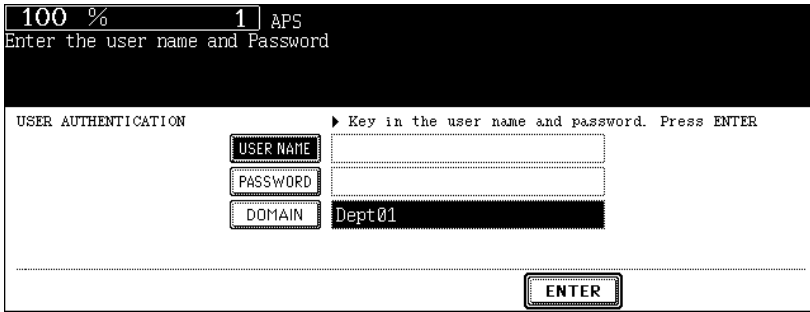 100 % 1 APS
Enter the user name and Password
USER AUTHENTICATION ▶ Key in the user name and password. Press ENTER
USER NAME
PASSWORD
DOMAIN Dept01
ENTER